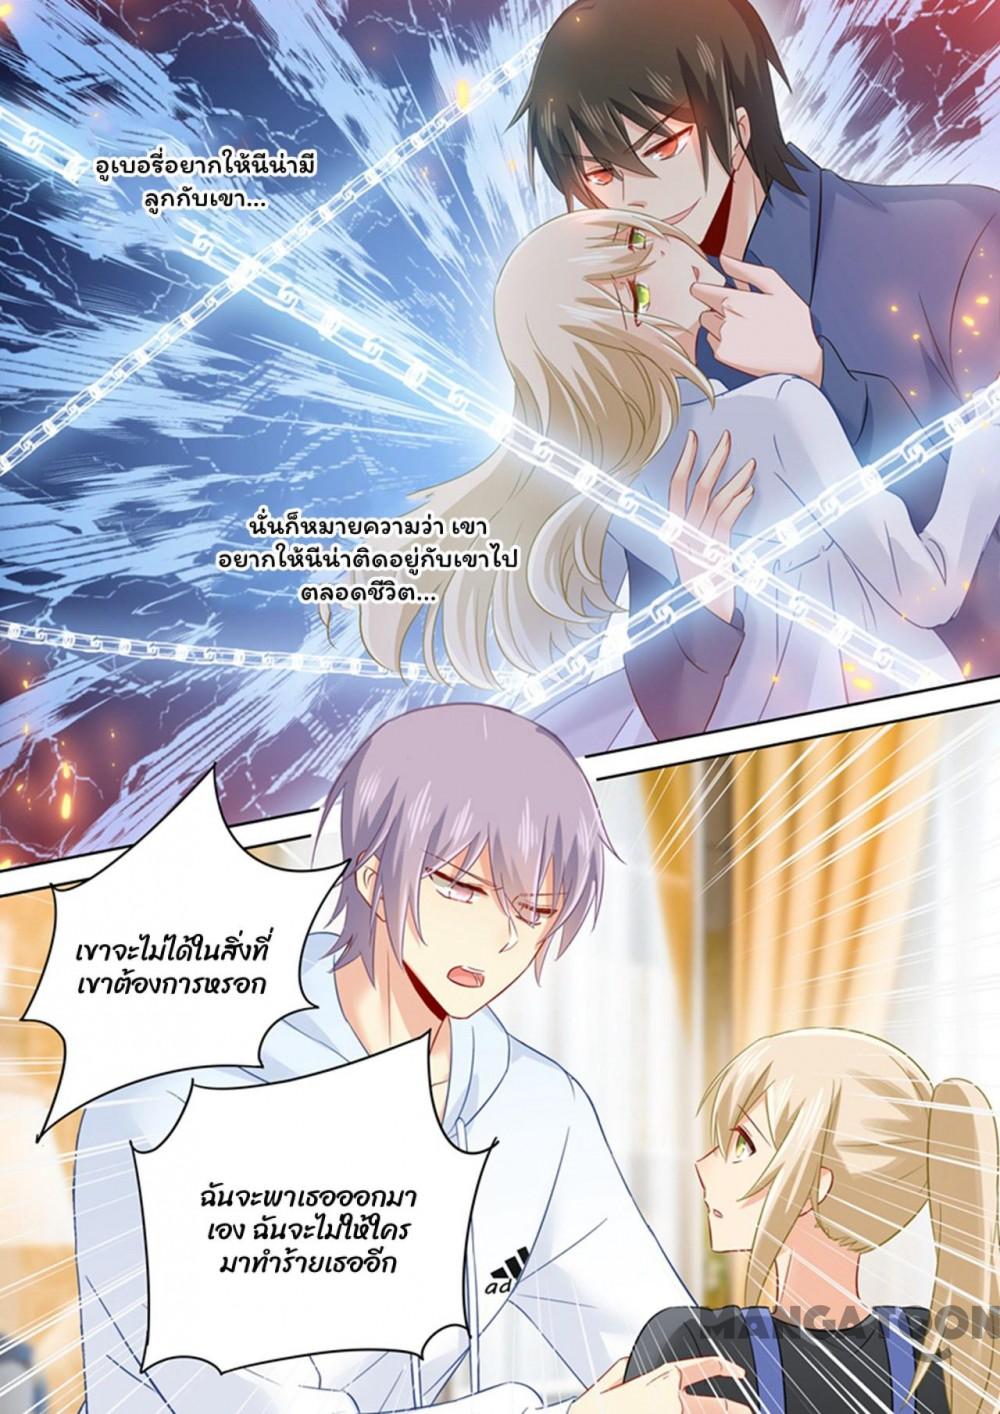 อูเบอรี่อยากให้นีน่ามี
ลูกกับเขา...
นั่นก็หมายความว่า เขา
อยากให้นีน่าติดอยู่กับเขาไป
ตลอดชีวิต...
เขาจะไม่ได้ในสิ่งที่
เขาต้องการหรอก
ฉันจะพาเธอออกมา
เอง ฉันจะไม่ให้ใคร
มาทำร้ายเธออีก
ad
MANGATOON